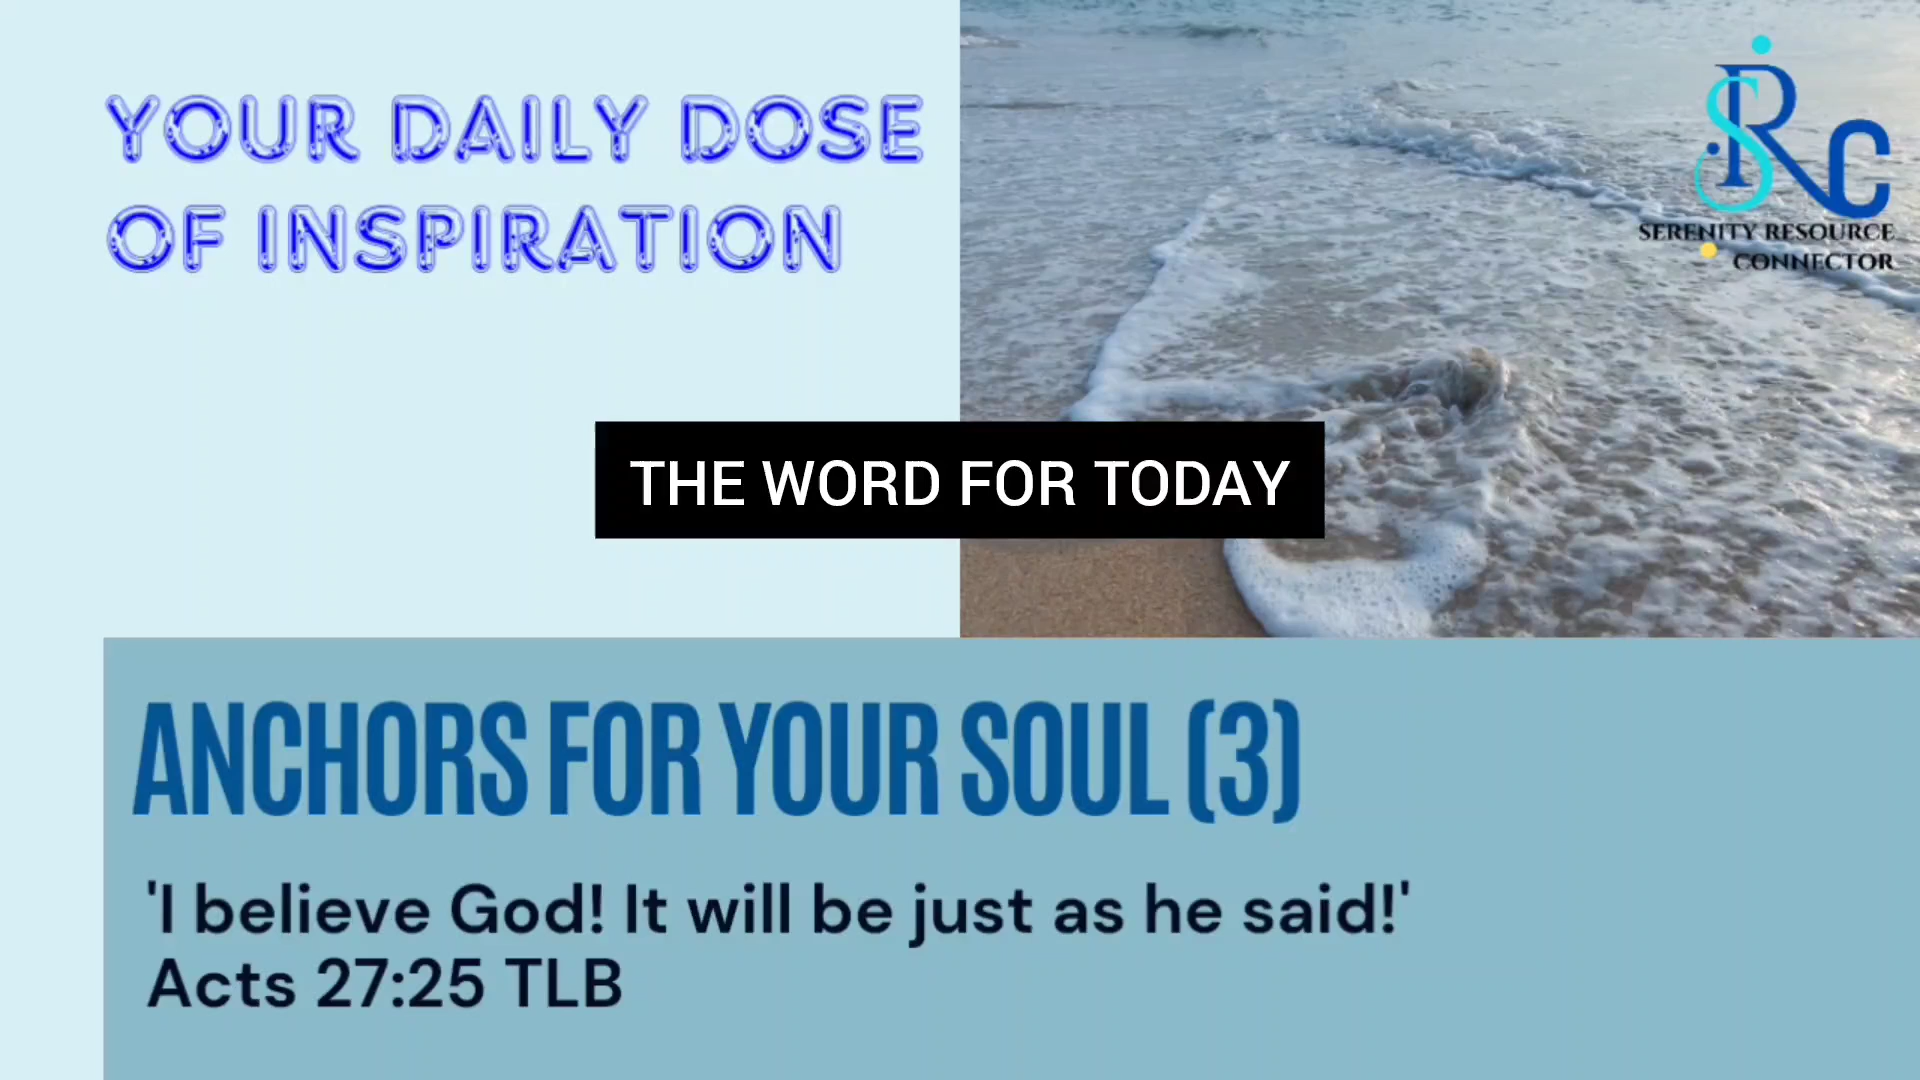 YOUR DAILY DOSE
OF INSPIRATION
SRC
SERENITY RESOURCE
CONNECTOR
THE WORD FOR TODAY
ANCHORS FOR YOUR SOUL (3)
'I believe God! It will be just as he said!'
Acts 27:25 TLB